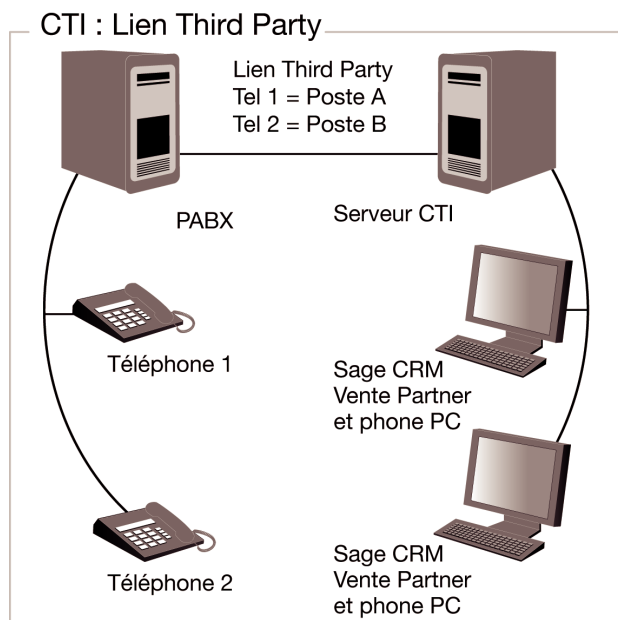 CTI : Lien Third Party
Lien Third Party
Tel 1 = Poste A
Tel 2 = Poste B
PABX
Serveur CTI
Téléphone 1
Sage CRM
Vente Partner
et phone PC
Téléphone 2
Sage CRM
Vente Partner
et phone PC